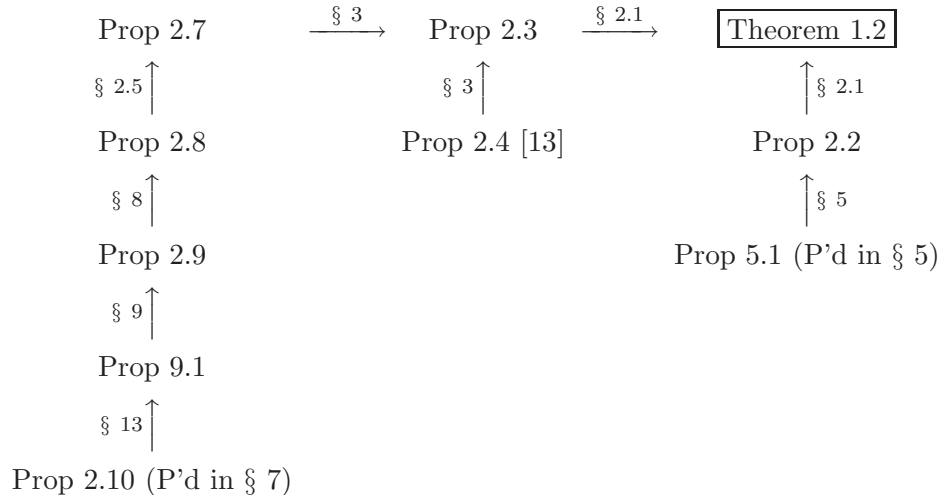 § 3 § 2.1
Prop 2.7 Prop 2.3 Theorem 1.2
§ 2.5 § 3 § 2.1
Prop 2.8 Prop 2.4 [13] Prop 2.2
§ 8 § 5
Prop 2.9 Prop 5.1 (P'd in § 5)
§ 9
Prop 9.1
§ 13
Prop 2.10 (P'd in § 7)